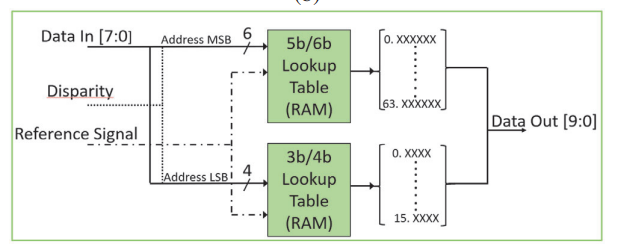 Data In [7:0]
Address MSB
6
5b/6b
Lookup
Table
(RAM)
0. XXXXXX
63. XXXXXX
Disparity
Reference Signal
Data Out [9:0]
Address LSB
4
3b/4b
Lookup
Table
(RAM)
0. XXXX
15. XXXX